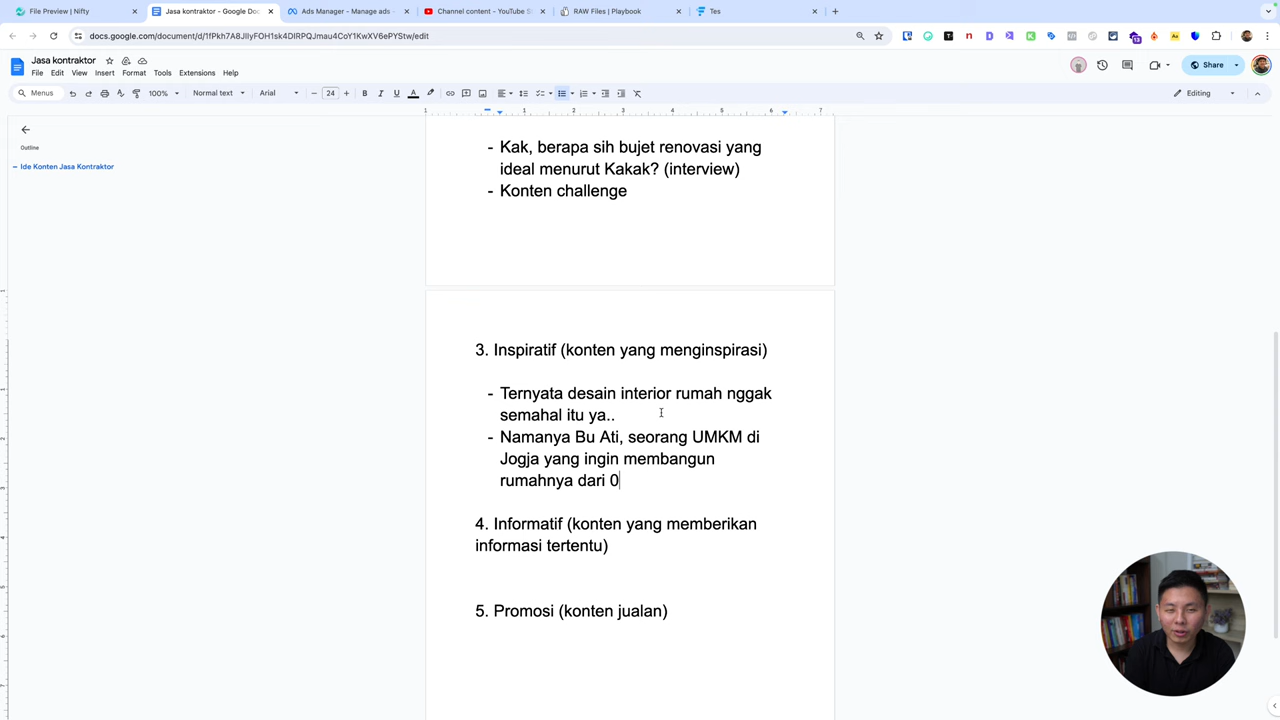 File Preview | Nifty
Jasa kontraktor - Google Doc
Ads Manager - Manage ads -
Channel content - YouTube S
RAW Files | Playbook
Tes
docs.google.com/document/d/1fPkh7A8JIIyFOH1sk4DIRPQJmau4CoY1KwXV6ePYStw/edit
Jasa kontraktor
File Edit View Insert Format Tools Extensions Help
Share
Menus
100%
Normal text
Arial
24
Editing
Outline
Ide Konten Jasa Kontraktor
- Kak, berapa sih bujet renovasi yang
ideal menurut Kakak? (interview)
- Konten challenge
3. Inspiratif (konten yang menginspirasi)
- Ternyata desain interior rumah nggak
semahal itu ya..
- Namanya Bu Ati, seorang UMKM di
Jogja yang ingin membangun
rumahnya dari 0
4. Informatif (konten yang memberikan
informasi tertentu)
5. Promosi (konten jualan)